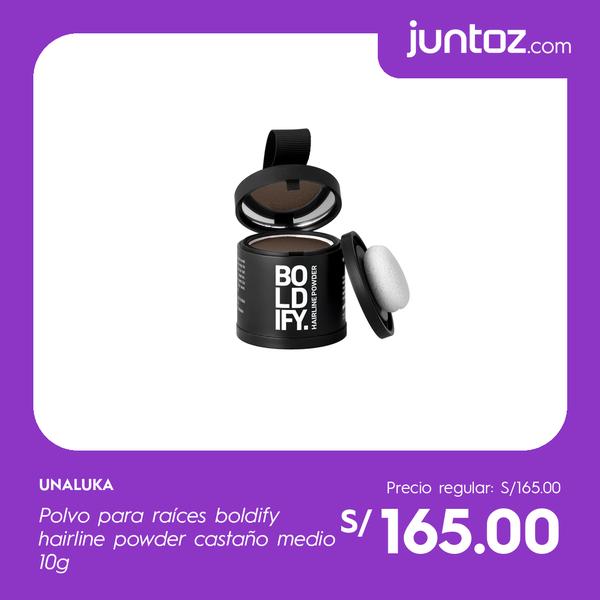 juntoz.com
BO
LD
IFY.
HAIRLINE POWDER
UNALUKA
Polvo para raíces boldify
hairline powder castaño medio
10g
Precio regular: S/165.00
S/165.00